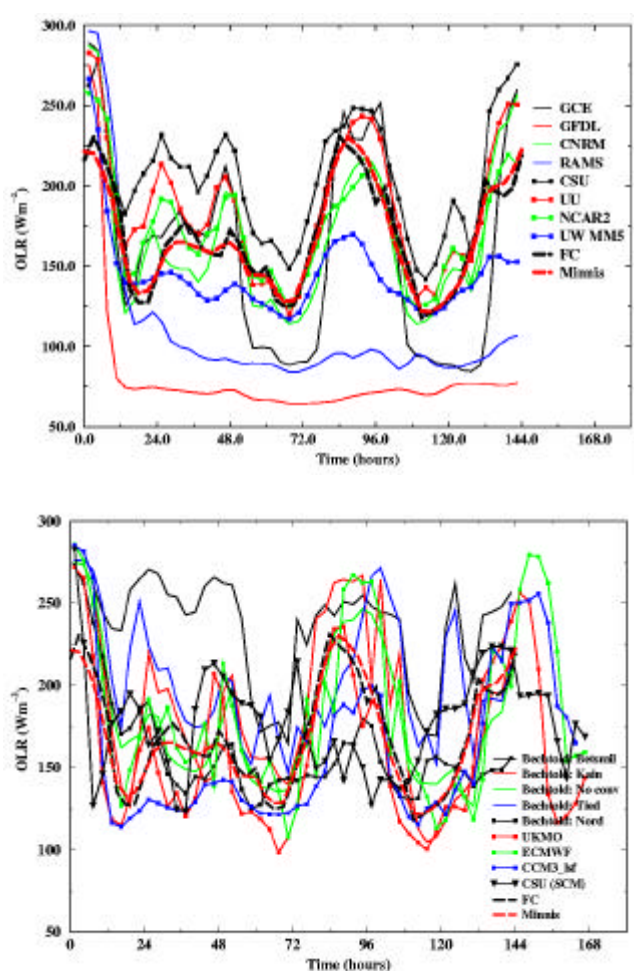 300.0
250.0
200.0
150.0
100.0
50.0
OLR (Wm⁻²)
GCE
GFDL
CNRM
RAMS
CSU
UU
NCAR2
UW MM5
FC
Minnis
0.0 24.0 48.0 72.0 96.0 120.0 144.0 168.0
Time (hours)
300
250
200
150
100
50
OLR (Wm⁻²)
Bechtold: Betsmil
Bechtold: Kain
Bechtold: No conv
Bechtold: Tied
Bechtold: Nord
UKMO
ECMWF
CCM3_hf
CSU (SCM)
FC
Minnis
0 24 48 72 96 120 144 168
Time (hours)